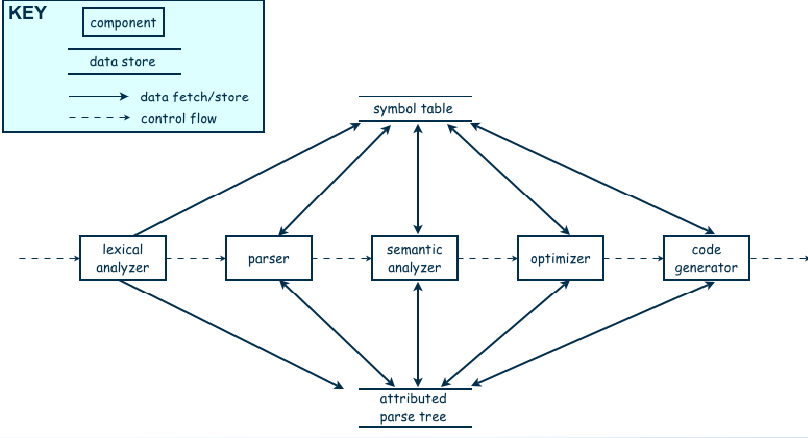 KEY
component
data store
data fetch/store
control flow
symbol table
lexical
analyzer
parser
semantic
analyzer
optimizer
code
generator
attributed
parse tree